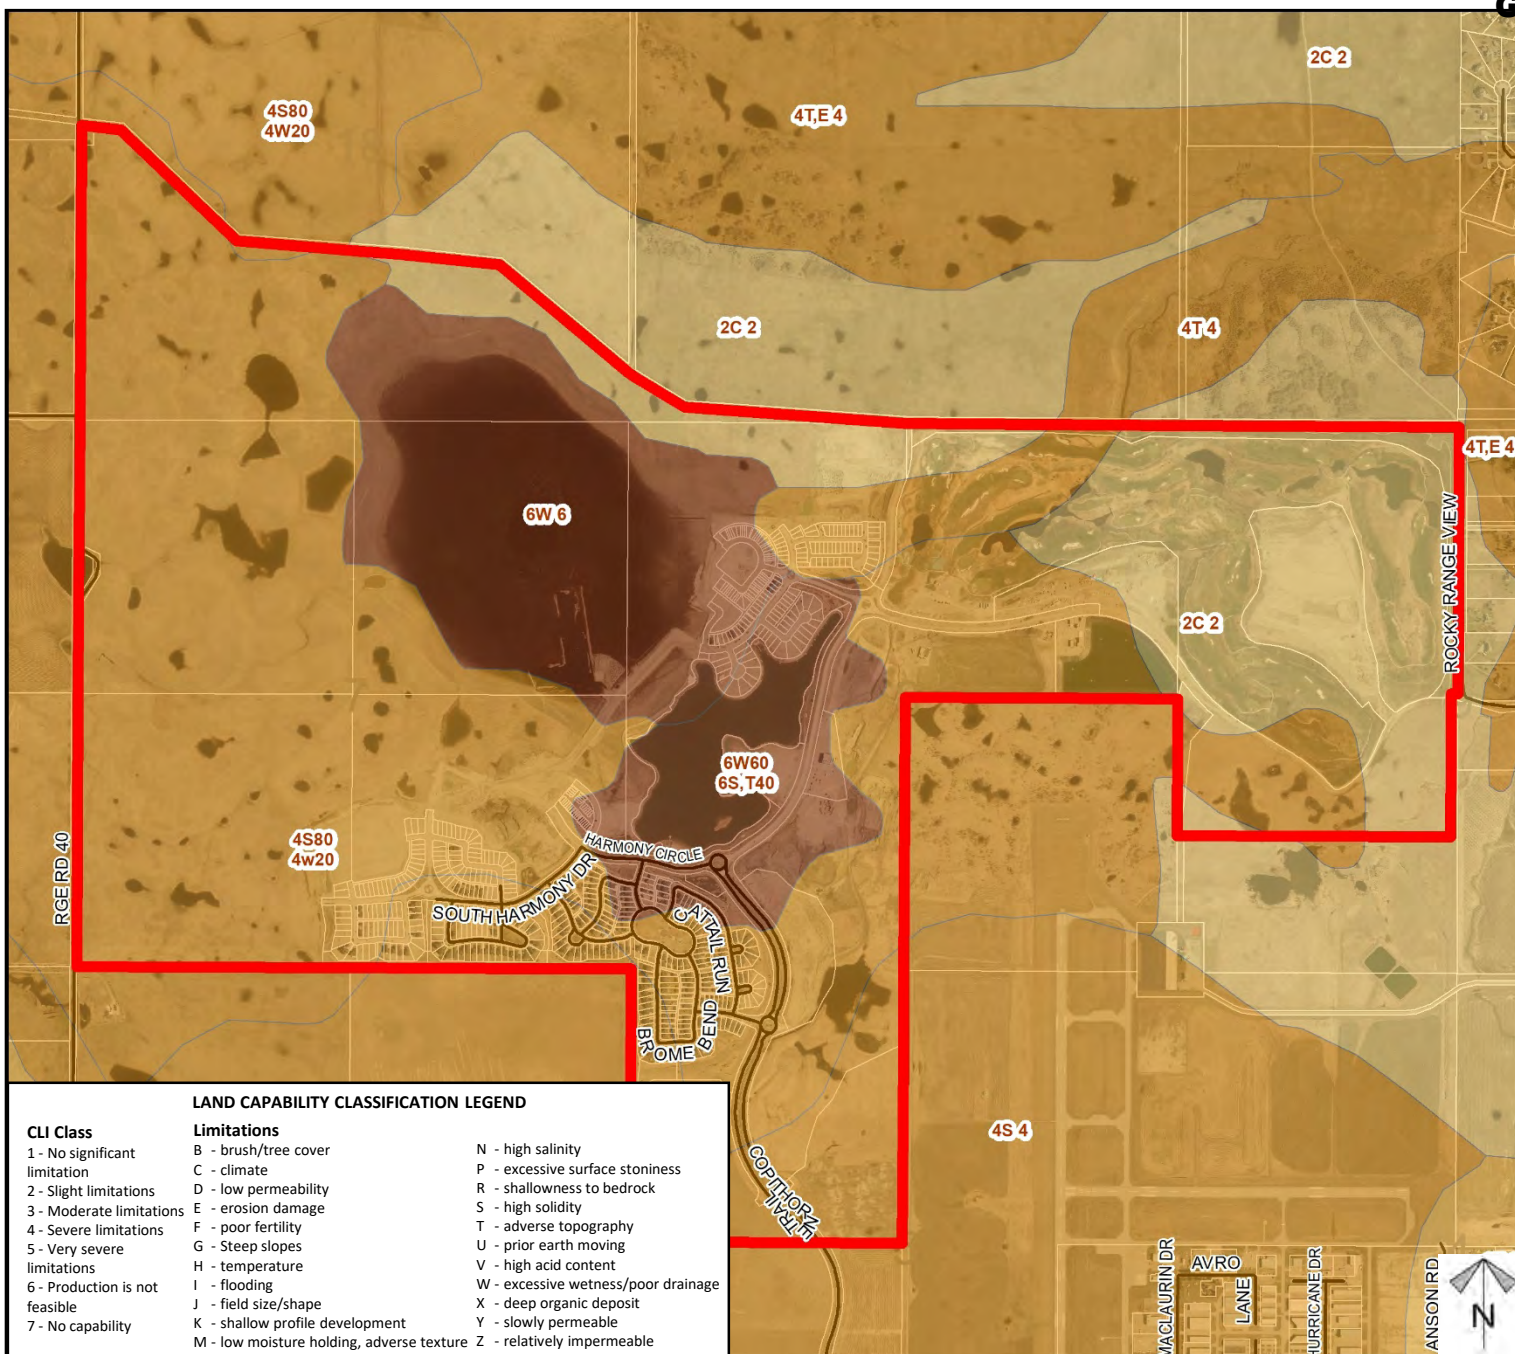 2C 2
4S80
4W20
4T,E 4
2C 2
4T 4
4T,E 4
6W 6
ROCKY RANGE VIEW
2C 2
6W60
6S,T40
4S80
4w20
HARMONY CIRCLE
RGE RD 40
SOUTH HARMONY DR
CATTAIL RUN
BROME BEND
4S 4
COPITHORNE TRAIL
AVRO LANE
MACLAURIN DR
HURRICANE DR
ANSON RD
N
LAND CAPABILITY CLASSIFICATION LEGEND
CLI Class
1 - No significant
limitation
2 - Slight limitations
3 - Moderate limitations
4 - Severe limitations
5 - Very severe
limitations
6 - Production is not
feasible
7 - No capability
Limitations
B - brush/tree cover
C - climate
D - low permeability
E - erosion damage
F - poor fertility
G - Steep slopes
H - temperature
I - flooding
J - field size/shape
K - shallow profile development
M - low moisture holding, adverse texture
N - high salinity
P - excessive surface stoniness
R - shallowness to bedrock
S - high solidity
T - adverse topography
U - prior earth moving
V - high acid content
W - excessive wetness/poor drainage
X - deep organic deposit
Y - slowly permeable
Z - relatively impermeable